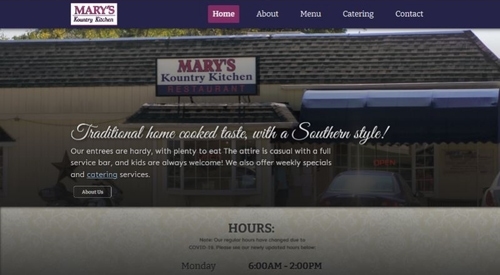 MARY'S
Kountry Kitchen
Home
About
Menu
Catering
Contact
MARY'S
Kountry Kitchen
RESTAURANT
Traditional home cooked taste, with a Southern style!
Our entrees are hardy, with plenty to eat The attire is casual with a full
service bar, and kids are always welcome! We also offer weekly specials
and catering services.
OPEN
About Us
HOURS:
Note: Our regular hours have changed due to
COVID-19. Please see our newly updated hours below
Monday 6:00AM - 2:00PM